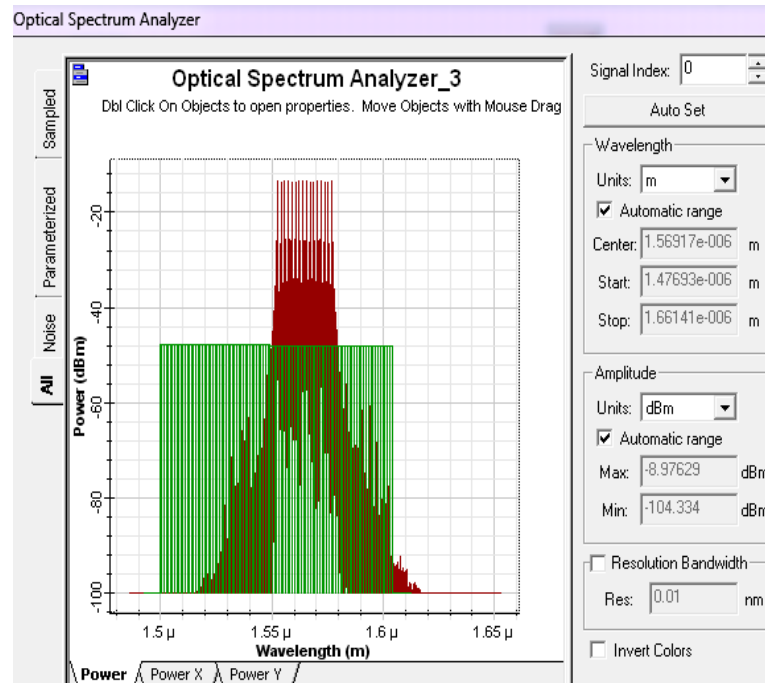 Optical Spectrum Analyzer
Sampled
Parameterized
Noise
All
Optical Spectrum Analyzer_3
Dbl Click On Objects to open properties. Move Objects with Mouse Drag
Power (dBm)
-20
-40
-60
-80
-100
1.5 µ 1.55 µ 1.6 µ 1.65 µ
Wavelength (m)
Power Power X Power Y
Signal Index: 0
Auto Set
Wavelength
Units: m
Automatic range
Center: 1.56917e-006 m
Start: 1.47693e-006 m
Stop: 1.66141e-006 m
Amplitude
Units: dBm
Automatic range
Max: -8.97629 dBm
Min: -104.334 dBm
Resolution Bandwidth
Res: 0.01 nm
Invert Colors